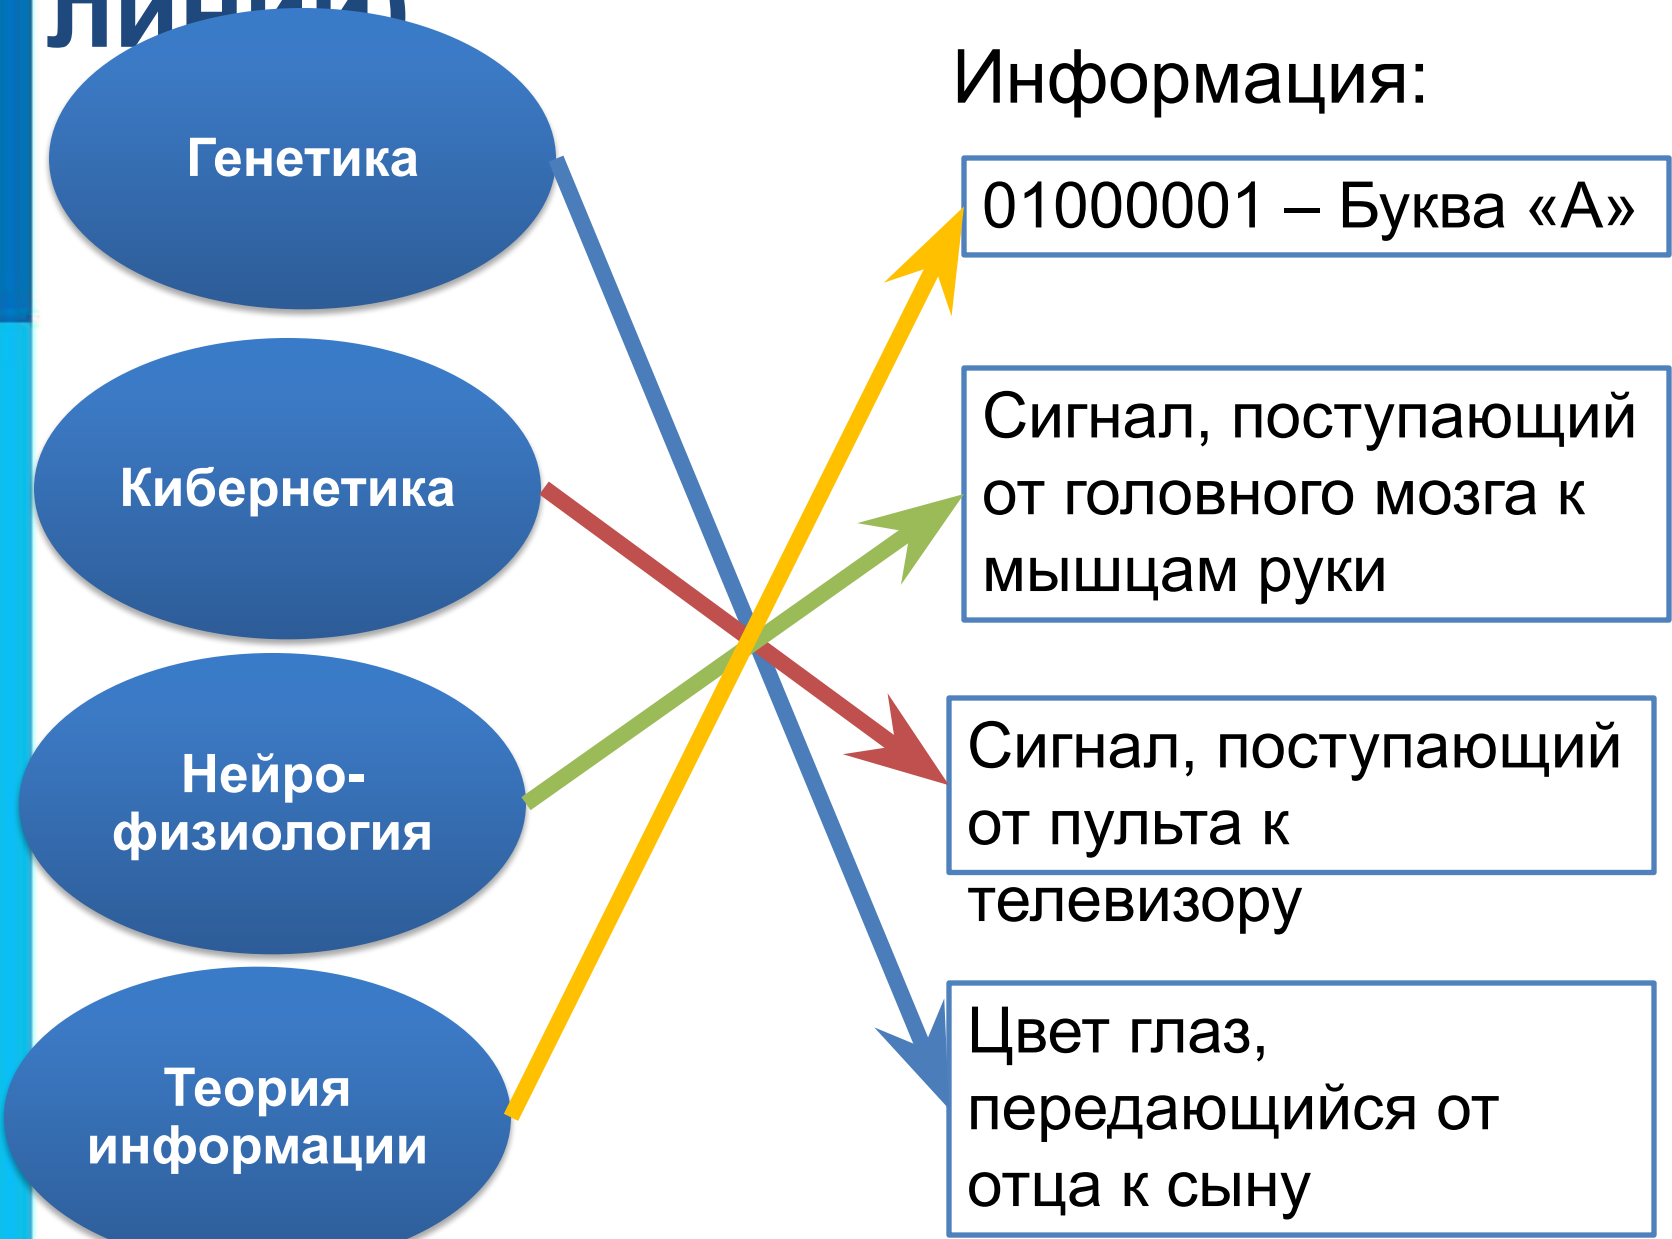 Генетика
Кибернетика
Нейро-
физиология
Теория
информации
Информация:
01000001 – Буква «А»
Сигнал, поступающий
от головного мозга к
мышцам руки
Сигнал, поступающий
от пульта к
телевизору
Цвет глаз,
передающийся от
отца к сыну